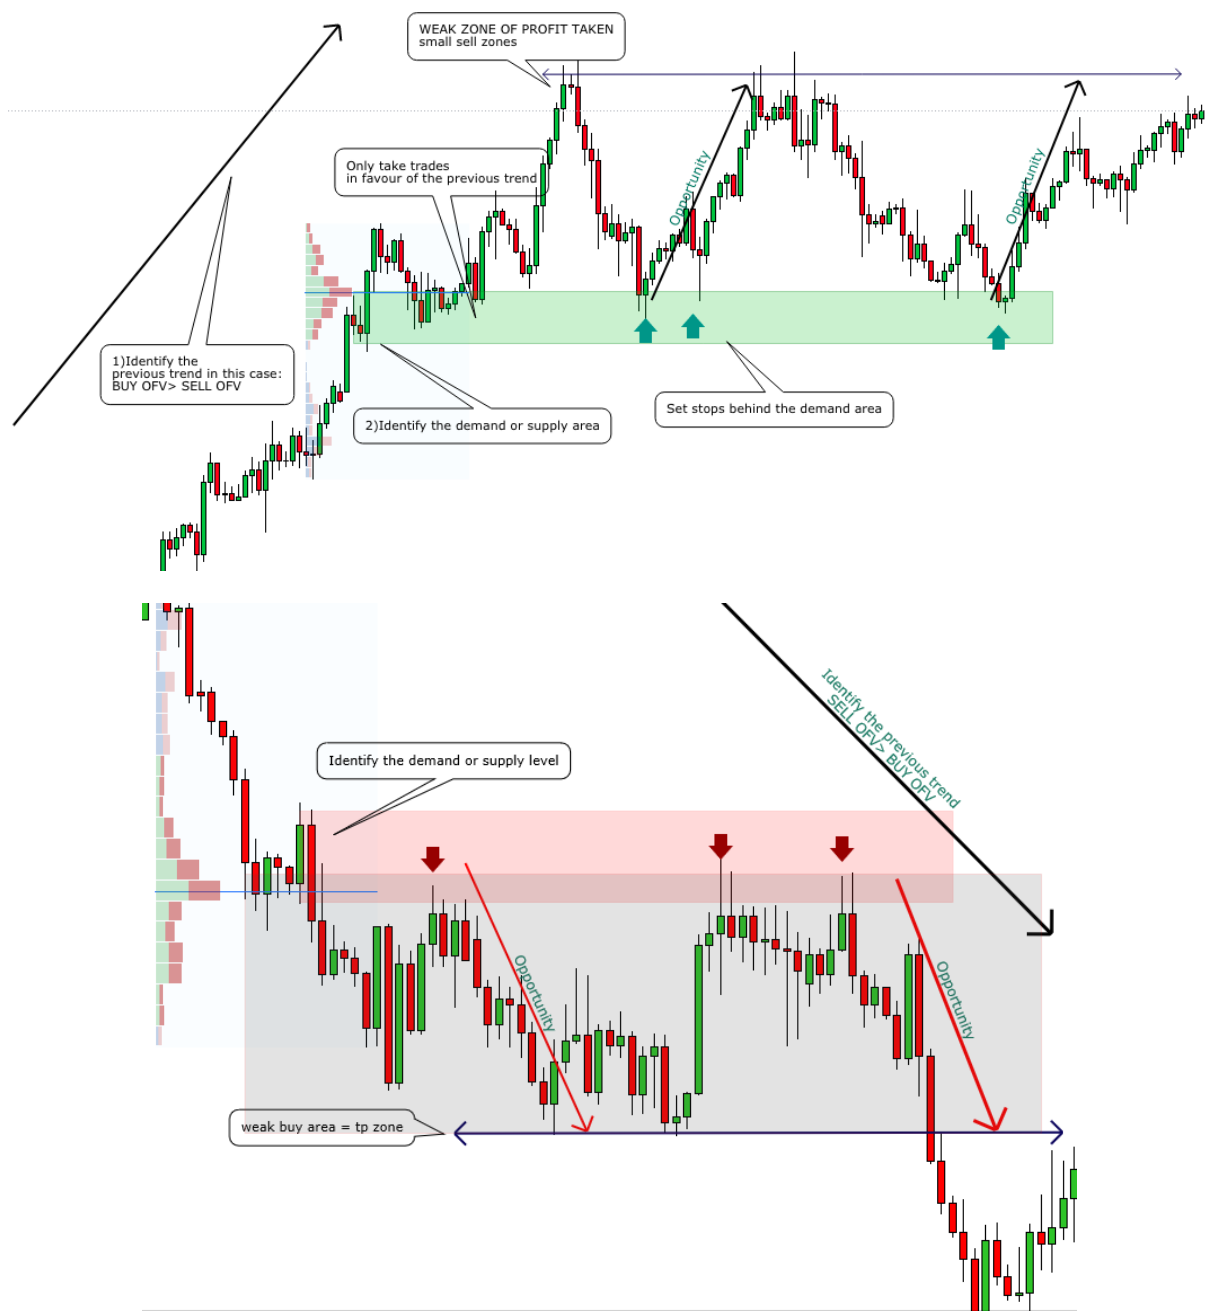 WEAK ZONE OF PROFIT TAKEN
small sell zones
Only take trades
in favour of the previous trend
Opportunity
Opportunity
1)Identify the
previous trend in this case:
BUY OFV> SELL OFV
2)Identify the demand or supply area
Set stops behind the demand area
Identify the previous trend
SELL OFV> BUY OFV
Identify the demand or supply level
Opportunity
Opportunity
weak buy area = tp zone